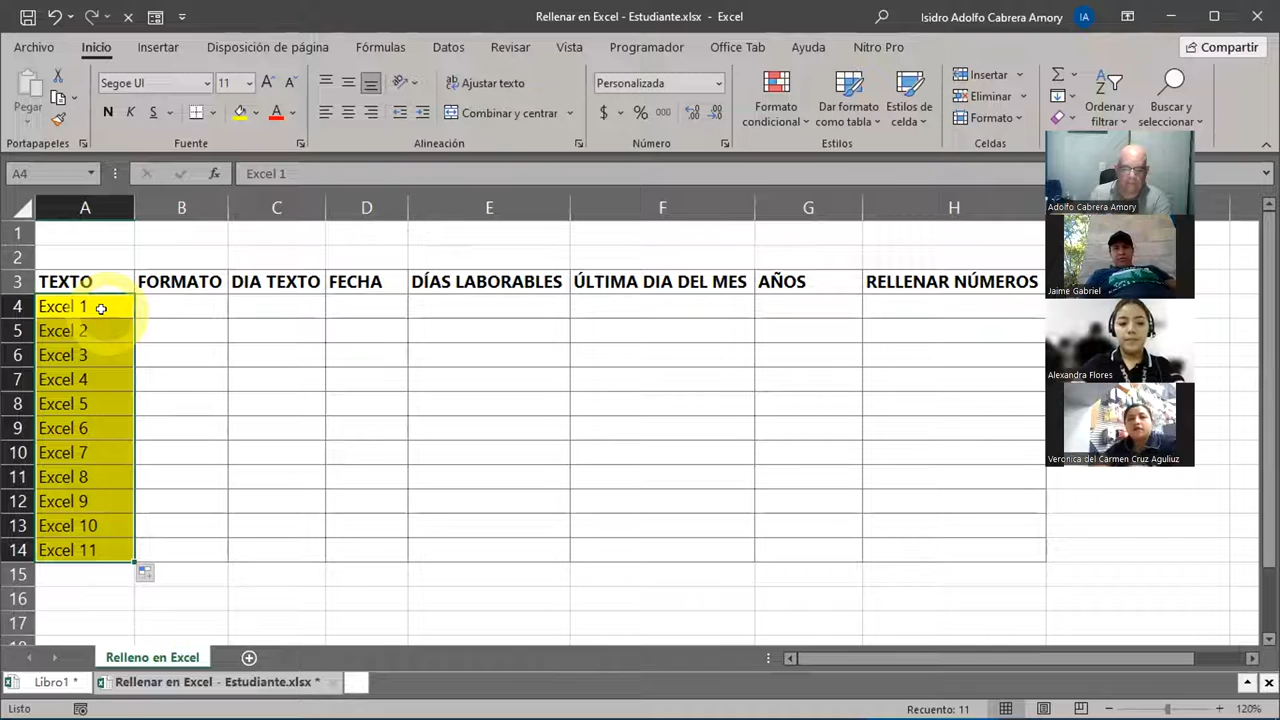 Rellenar en Excel - Estudiante.xlsx - Excel
Isidro Adolfo Cabrera Amory IA
Archivo Inicio Insertar Disposición de página Fórmulas Datos Revisar Vista Programador Office Tab Ayuda Nitro Pro Compartir
Pegar
Segoe UI 11
N K S
Ajustar texto
Combinar y centrar
Personalizada
$ % 000
Formato condicional
Dar formato como tabla
Estilos de celda
Insertar
Eliminar
Formato
Ordenar y filtrar
Buscar y seleccionar
Portapapeles Fuente Alineación Número Estilos Celdas
A4 fx Excel 1
A B C D E F G H
1
2
3 TEXTO FORMATO DIA TEXTO FECHA DÍAS LABORABLES ÚLTIMA DIA DEL MES AÑOS RELLENAR NÚMEROS
4 Excel 1
5 Excel 2
6 Excel 3
7 Excel 4
8 Excel 5
9 Excel 6
10 Excel 7
11 Excel 8
12 Excel 9
13 Excel 10
14 Excel 11
15
16
17
Adolfo Cabrera Amory
Jaime Gabriel
Alexandra Flores
Veronica del Carmen Cruz Aguiluz
Relleno en Excel
Libro1 * Rellenar en Excel - Estudiante.xlsx *
Listo Recuento: 11 120%